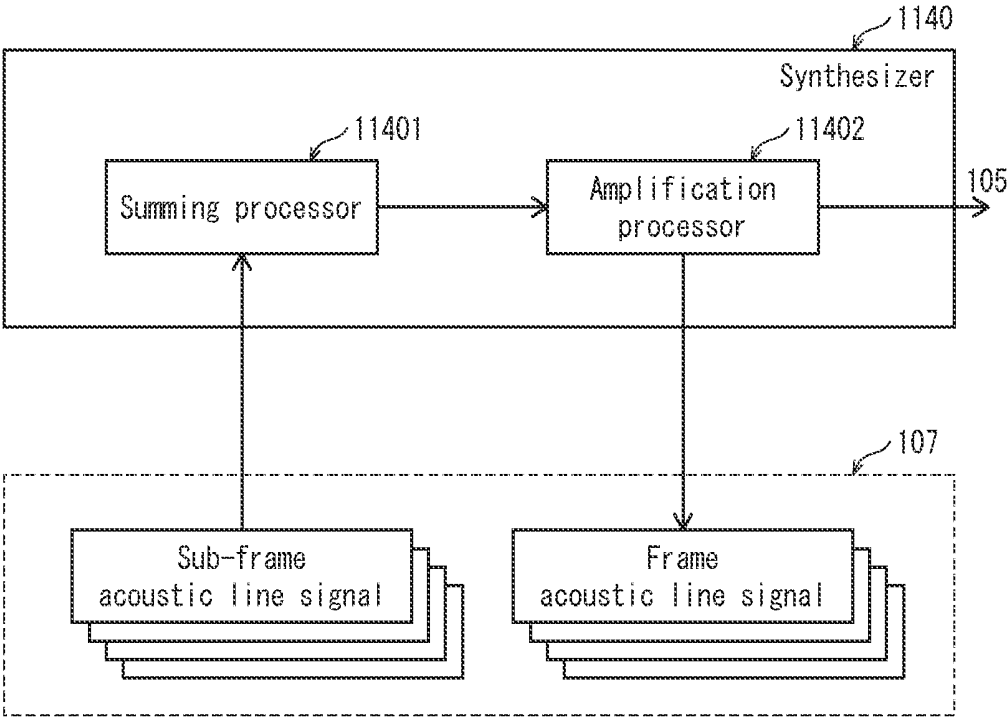 1140
Synthesizer
11401
11402
Summing processor
Amplification
processor
105
107
Sub-frame
acoustic line signal
Frame
acoustic line signal